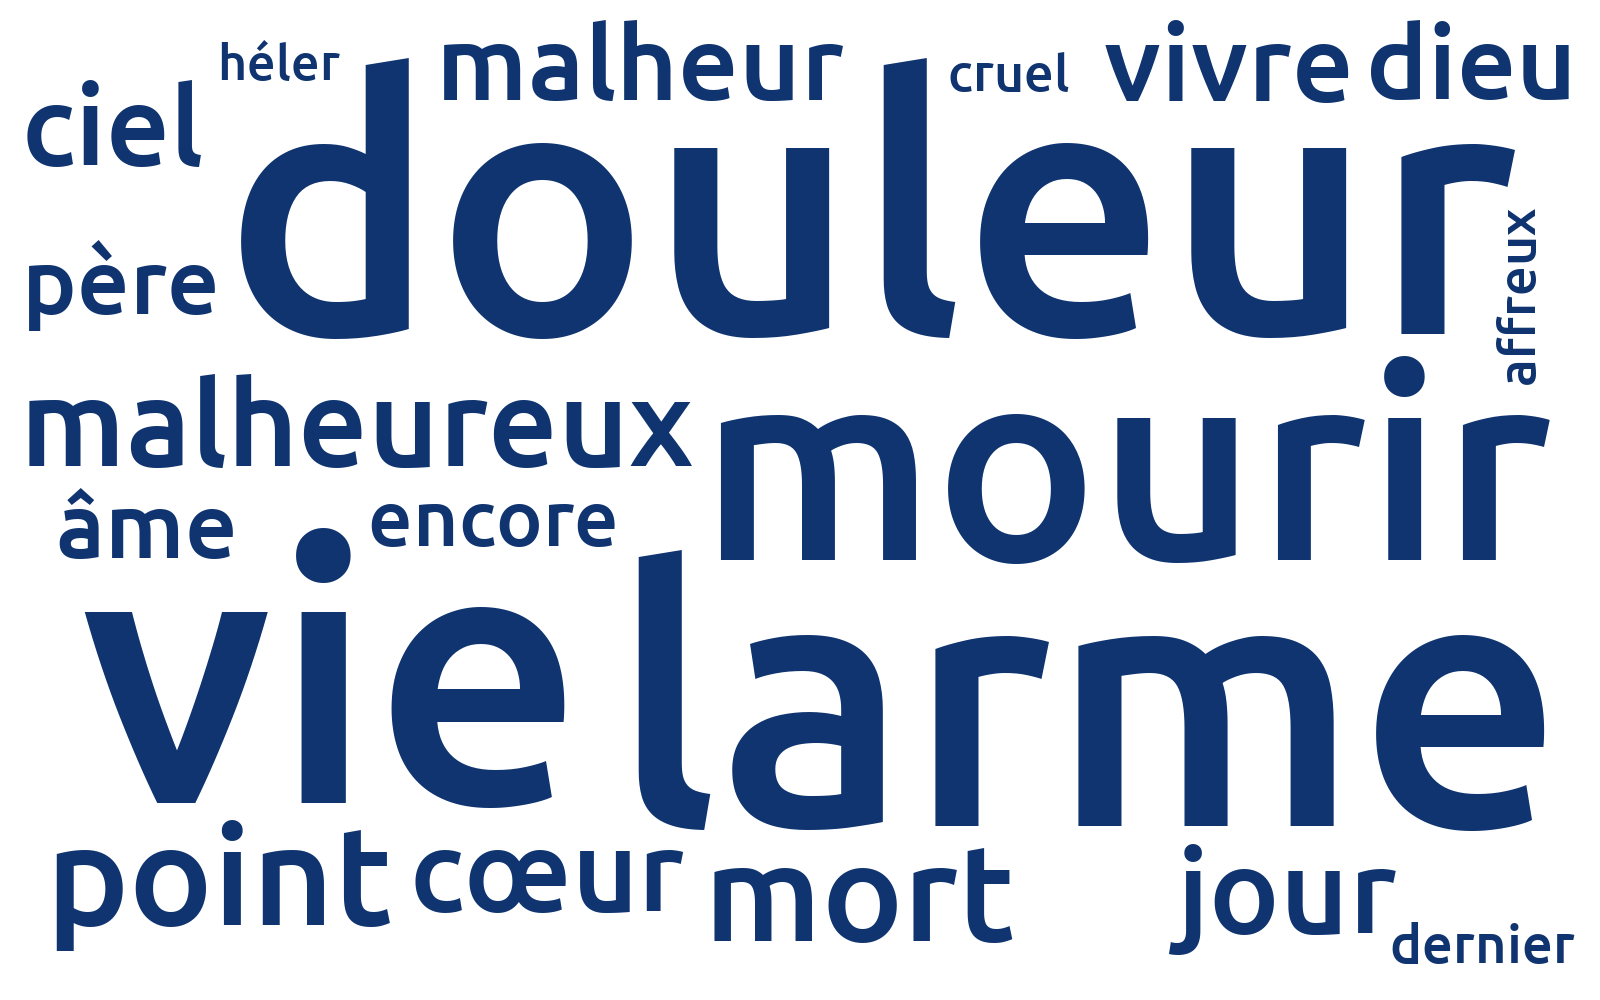 héler
malheur
cruel
vivre
dieu
ciel
douleur
père
affreux
malheureux
mourir
âme
encore
vie
larme
point
cœur
mort
jour
dernier